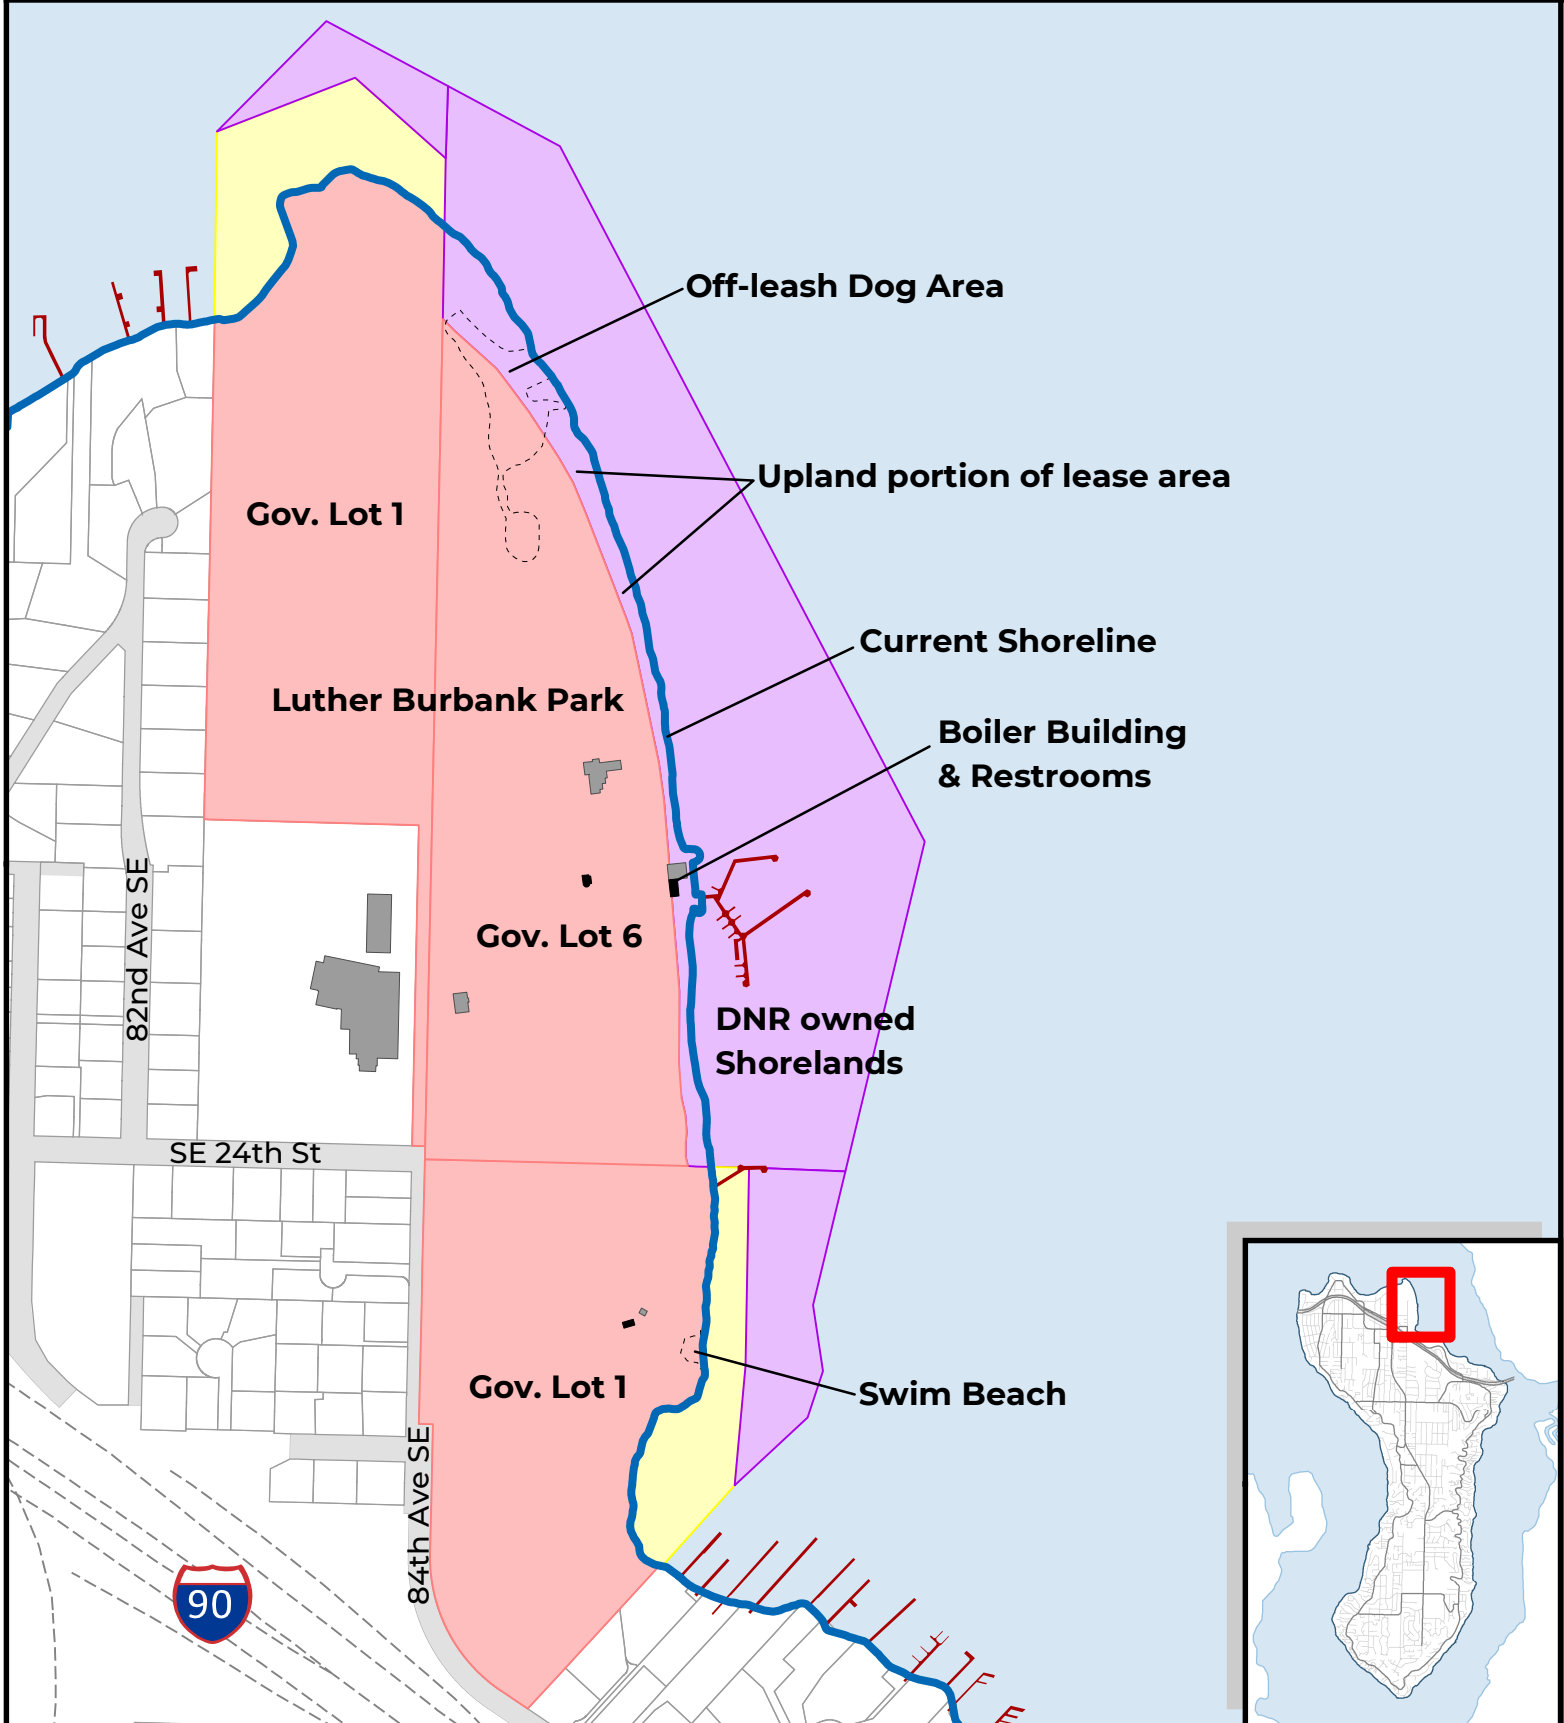 Off-leash Dog Area
Upland portion of lease area
Gov. Lot 1
Current Shoreline
Luther Burbank Park
Boiler Building
& Restrooms
82nd Ave SE
Gov. Lot 6
DNR owned
Shorelands
SE 24th St
Gov. Lot 1
Swim Beach
84th Ave SE
90